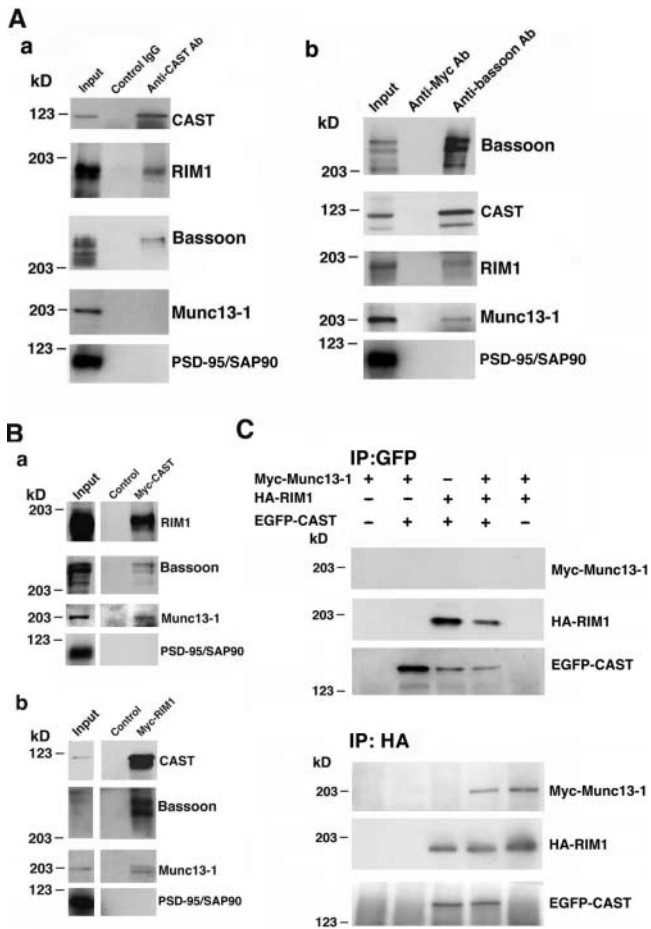 A
a
kD
Input
Control IgG
Anti-CAST Ab
123 –
CAST
203 –
RIM1
Bassoon
203 –
203 –
Munc13-1
123 –
PSD-95/SAP90
b
kD
Input
Anti-Myc Ab
Anti-bassoon Ab
Bassoon
203 –
123 –
CAST
203 –
RIM1
203 –
Munc13-1
123 –
PSD-95/SAP90
B
a
kD
Input
Control
Myc-CAST
203 –
RIM1
Bassoon
203 –
203 –
Munc13-1
123 –
PSD-95/SAP90
b
kD
Input
Control
Myc-RIM1
123 –
CAST
Bassoon
203 –
203 –
Munc13-1
123 –
PSD-95/SAP90
C
IP:GFP
Myc-Munc13-1 + + – + +
HA-RIM1 – – + + +
EGFP-CAST – + + + –
kD
203 –
Myc-Munc13-1
203 –
HA-RIM1
EGFP-CAST
123 –
IP: HA
kD
203 –
Myc-Munc13-1
203 –
HA-RIM1
EGFP-CAST
123 –